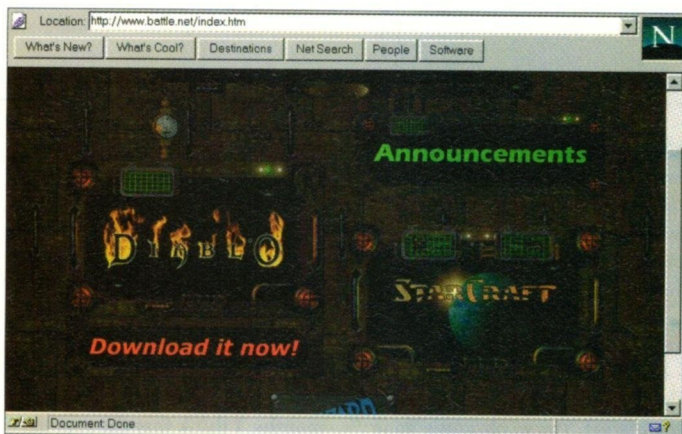 Location: http://www.battle.net/index.htm
N
What's New? What's Cool? Destinations Net Search People Software
Announcements
DIABLO
STARCRAFT
Download it now!
Document: Done